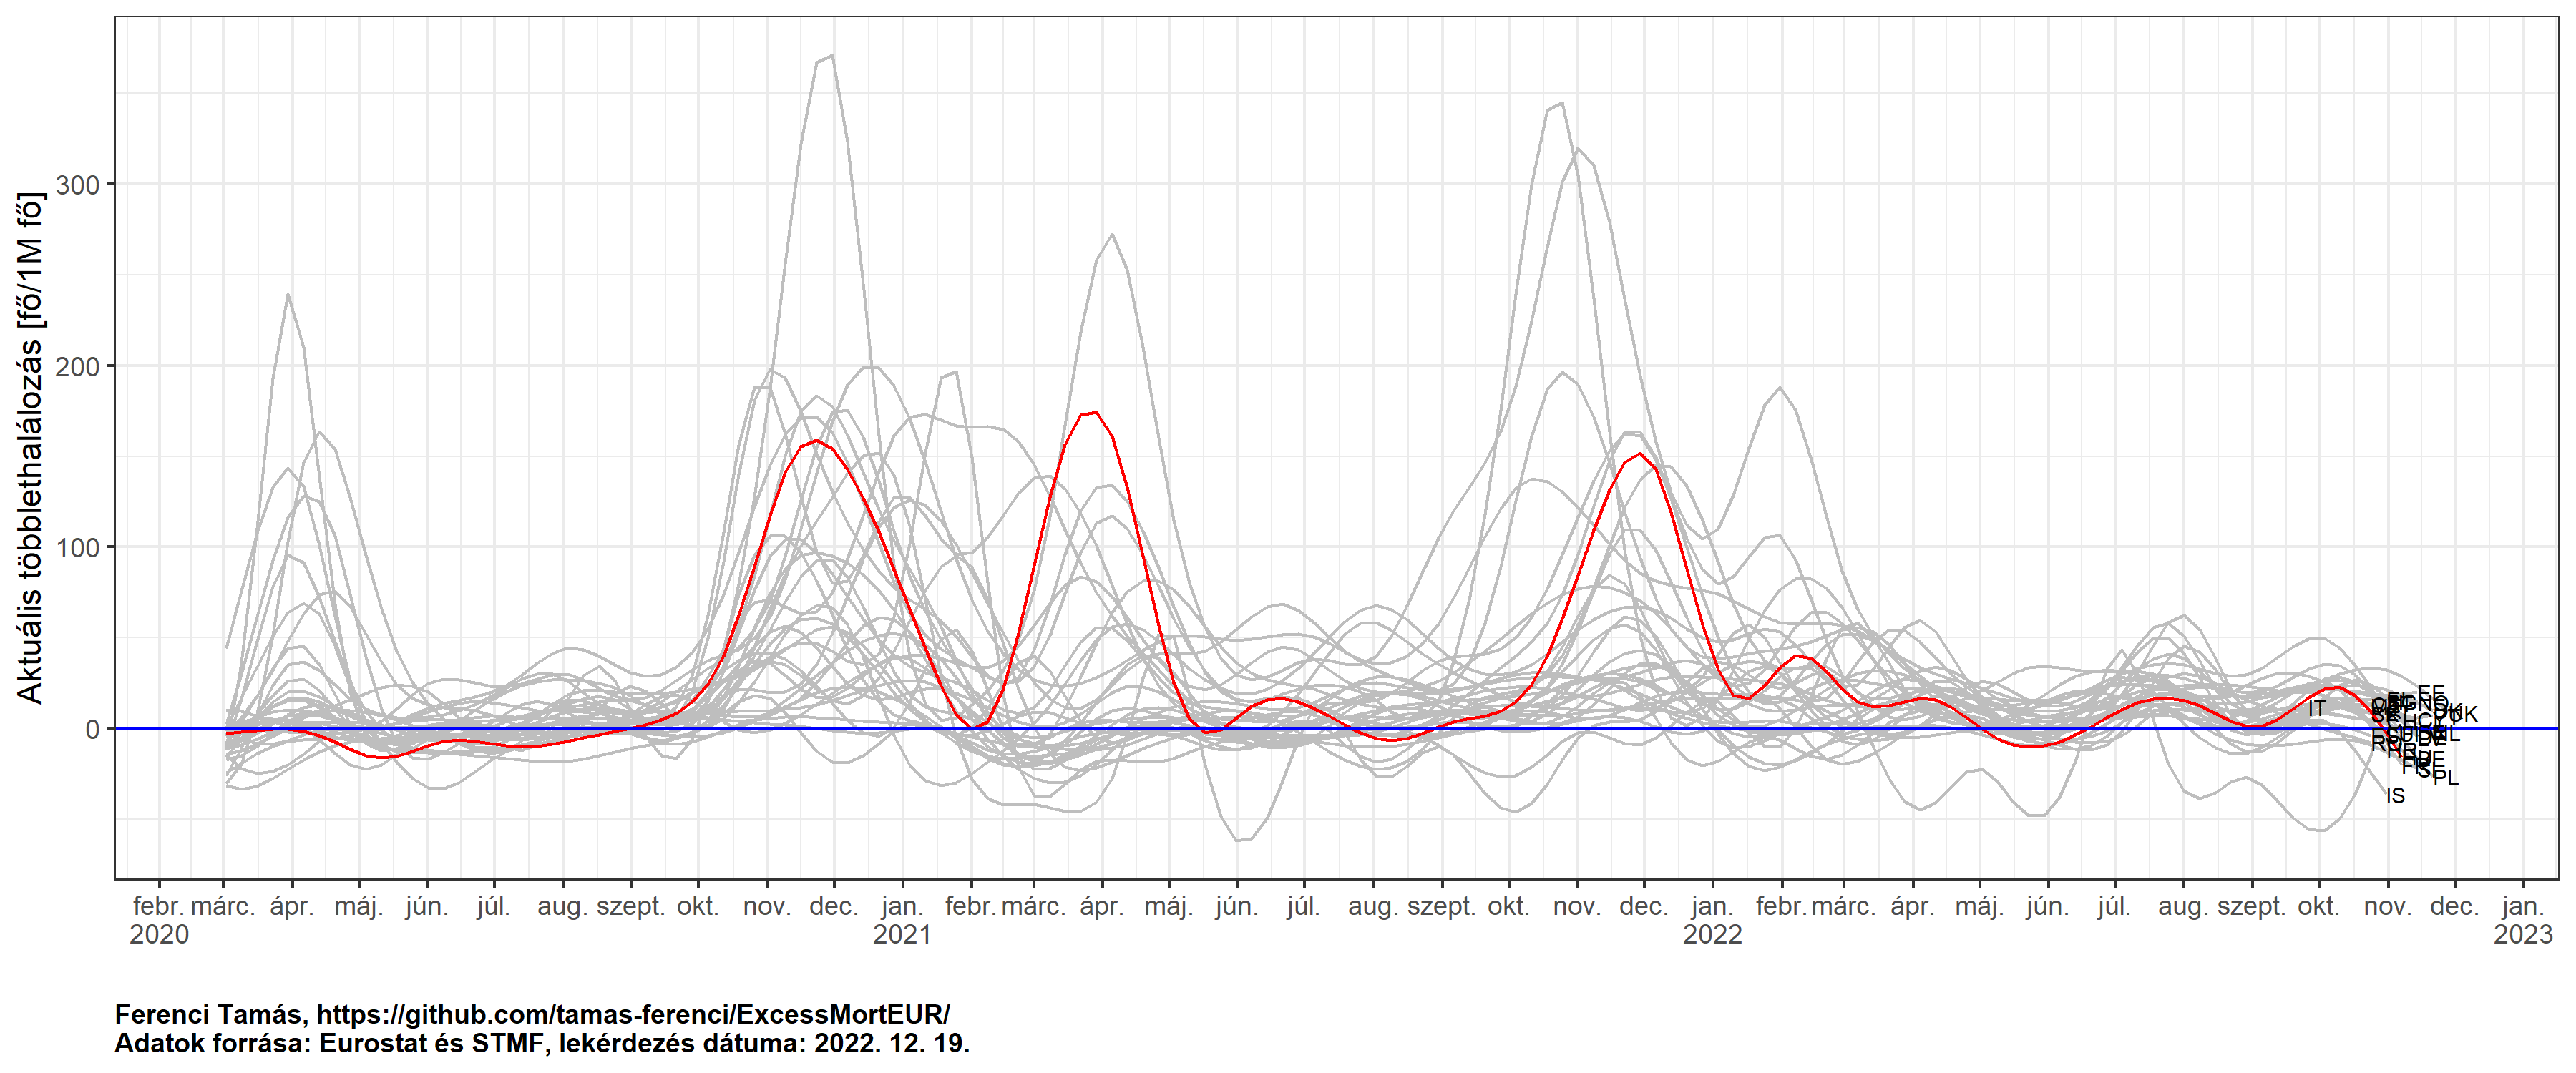 Aktuális többlethalálozás [fő/1M fő]
300
200
100
0
IT
EE
UK
PL
IS
febr. márc. ápr. máj. jún. júl. aug. szept. okt. nov. dec. jan. febr. márc. ápr. máj. jún. júl. aug. szept. okt. nov. dec. jan. febr. márc. ápr. máj. jún. júl. aug. szept. okt. nov. dec. jan.
2020 2021 2022 2023
Ferenci Tamás, https://github.com/tamas-ferenci/ExcessMortEUR/
Adatok forrása: Eurostat és STMF, lekérdezés dátuma: 2022. 12. 19.